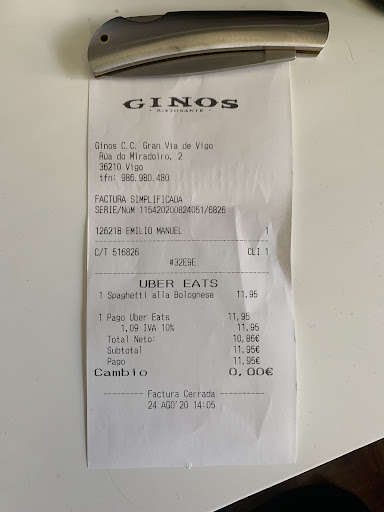 GINOS
· RISTORANTE ·
Ginos C.C. Gran Via de Vigo
Rúa do Miradoiro, 2
36210 Vigo
tfn: 986.980.480
FACTURA SIMPLIFICADA
SERIE/NUM 115420200824051/6826
126218 EMILIO MANUEL 1
C/T 516826 CLI 1
#32E9E
UBER EATS
1 Spaghetti alla Bolognese 11,95
1 Pago Uber Eats 11,95
1,09 IVA 10% 11,95
Total Neto: 10,86€
Subtotal 11,95€
Pago 11,95€
Cambio 0,00€
---------- Factura Cerrada -----------
24 AGO'20 14:05